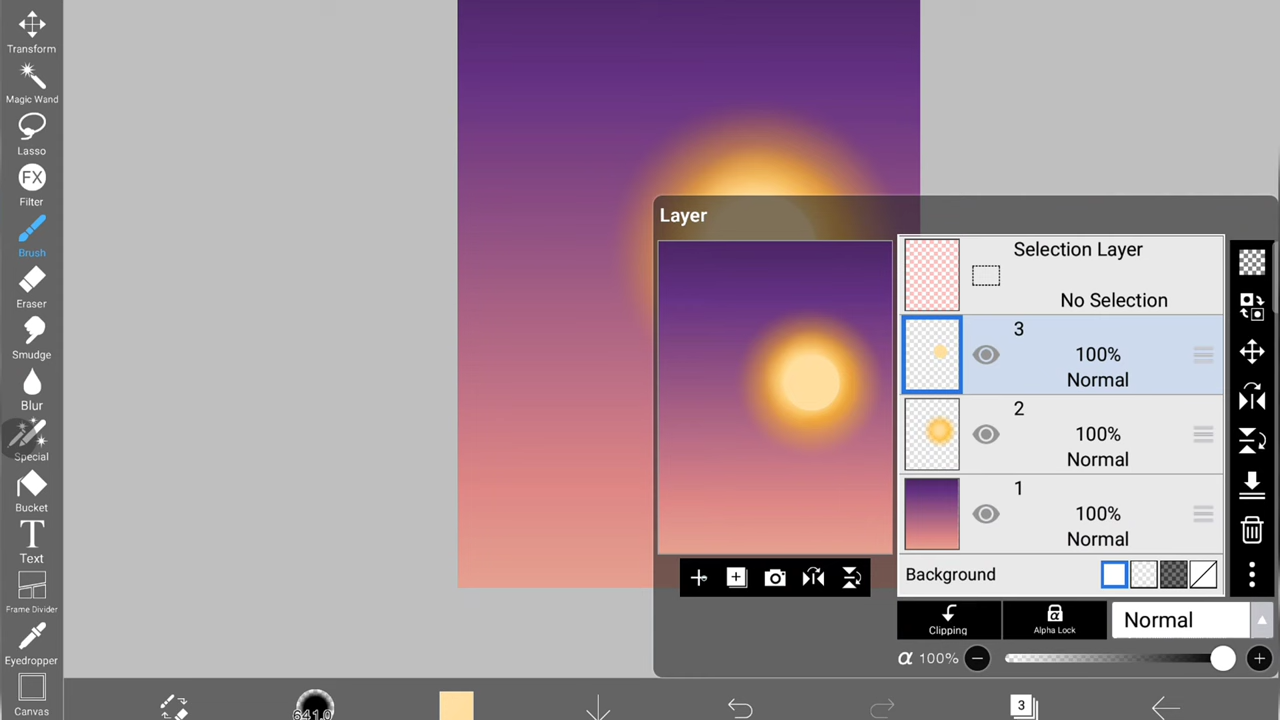 Transform
Magic Wand
Lasso
FX
Filter
Brush
Eraser
Smudge
Blur
Special
Bucket
T
Text
Frame Divider
Eyedropper
Canvas
Layer
Selection Layer
No Selection
3
100%
Normal
2
100%
Normal
1
100%
Normal
Background
Clipping
α
Alpha Lock
Normal
α 100%
641.0
3